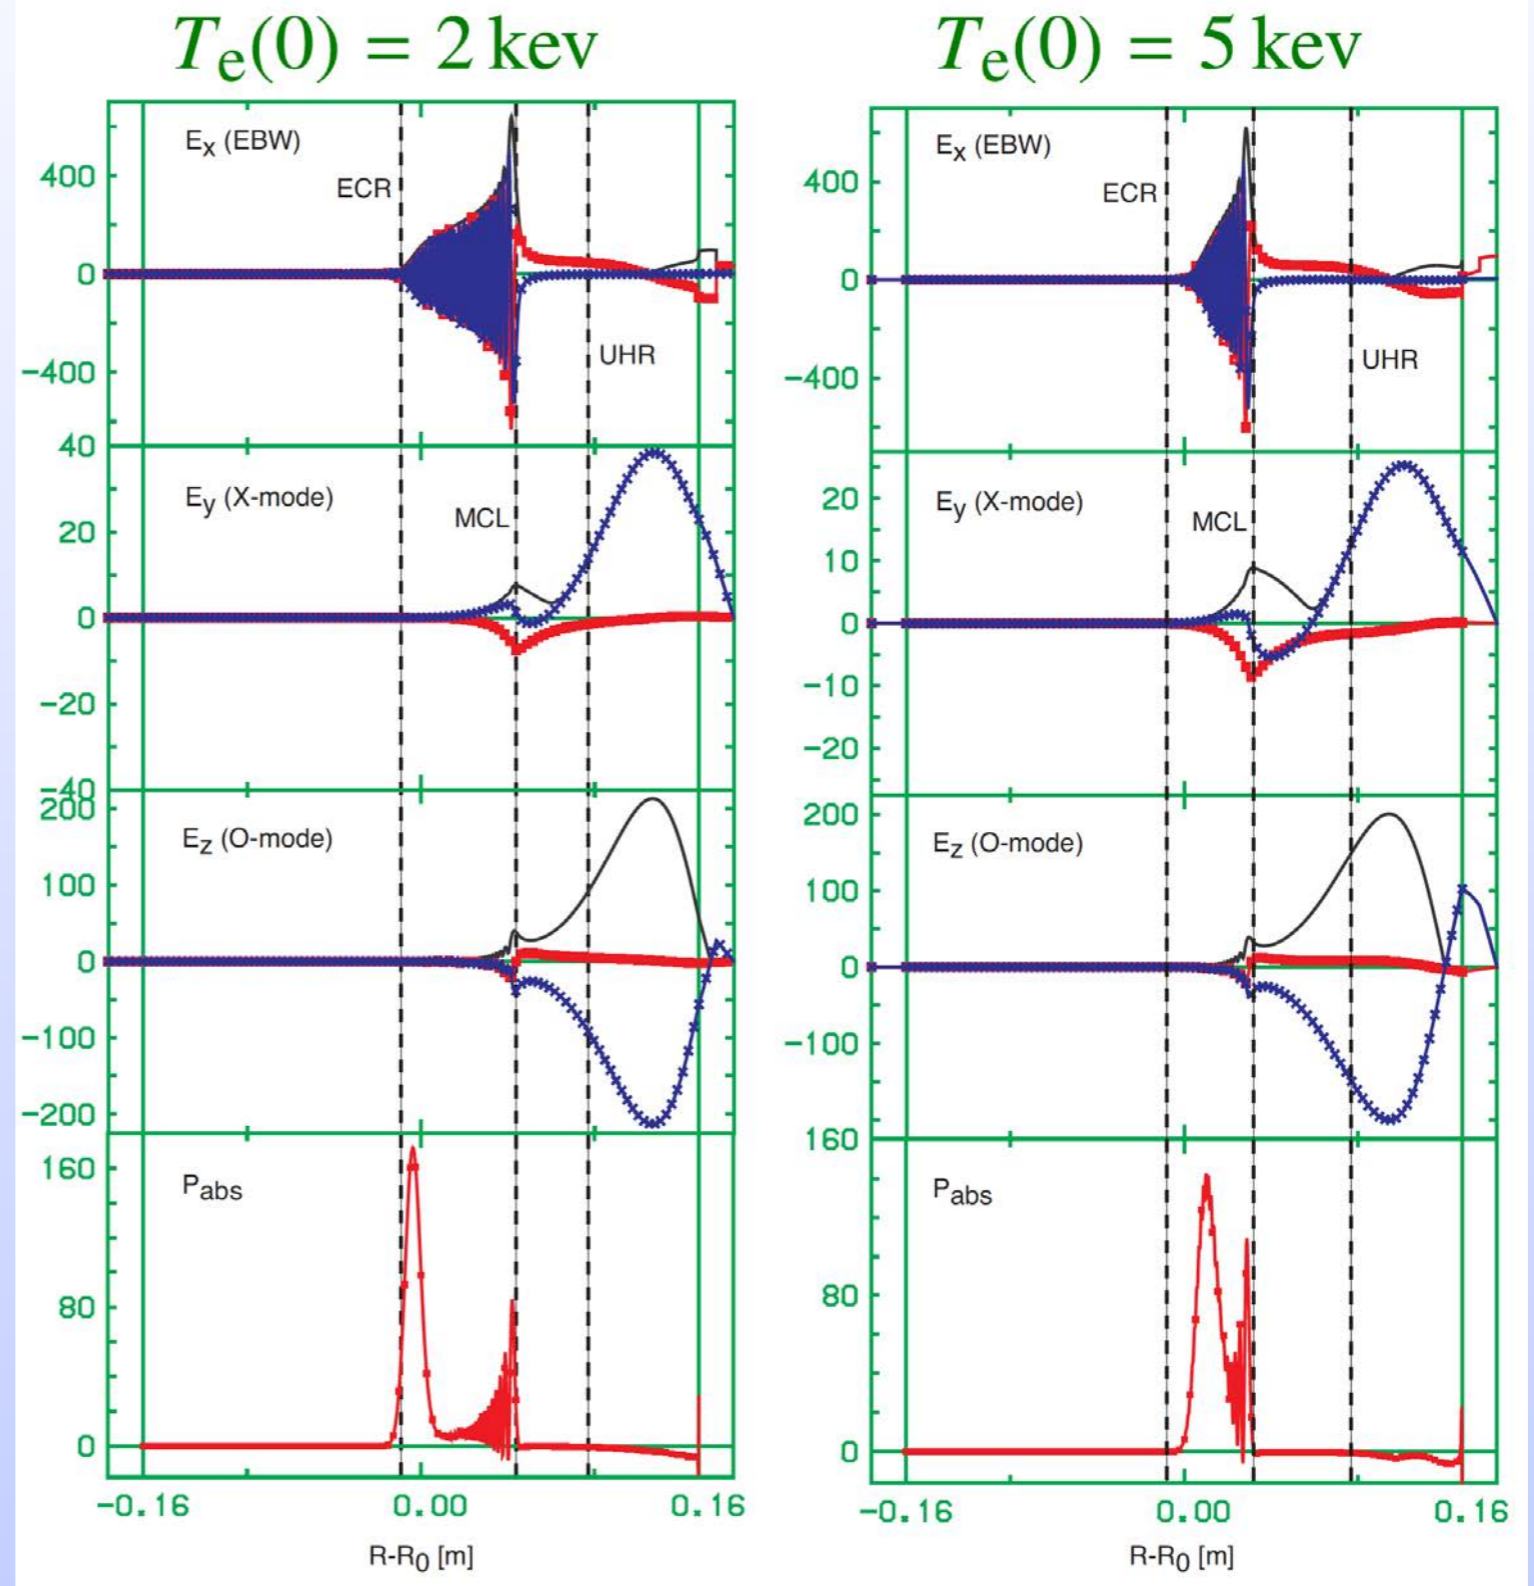 Te(0) = 2 kev
Ex (EBW)
ECR
400
0
UHR
−400
40
Ey (X-mode)
MCL
20
0
−20
−40
200
Ez (O-mode)
100
0
−100
−200
160
Pabs
80
0
−0.16 0.00 0.16
R-R0 [m]
Te(0) = 5 kev
Ex (EBW)
ECR
400
0
UHR
−400
Ey (X-mode)
20
MCL
10
0
−10
−20
200
Ez (O-mode)
100
0
−100
160
Pabs
80
0
−0.16 0.00 0.16
R-R0 [m]